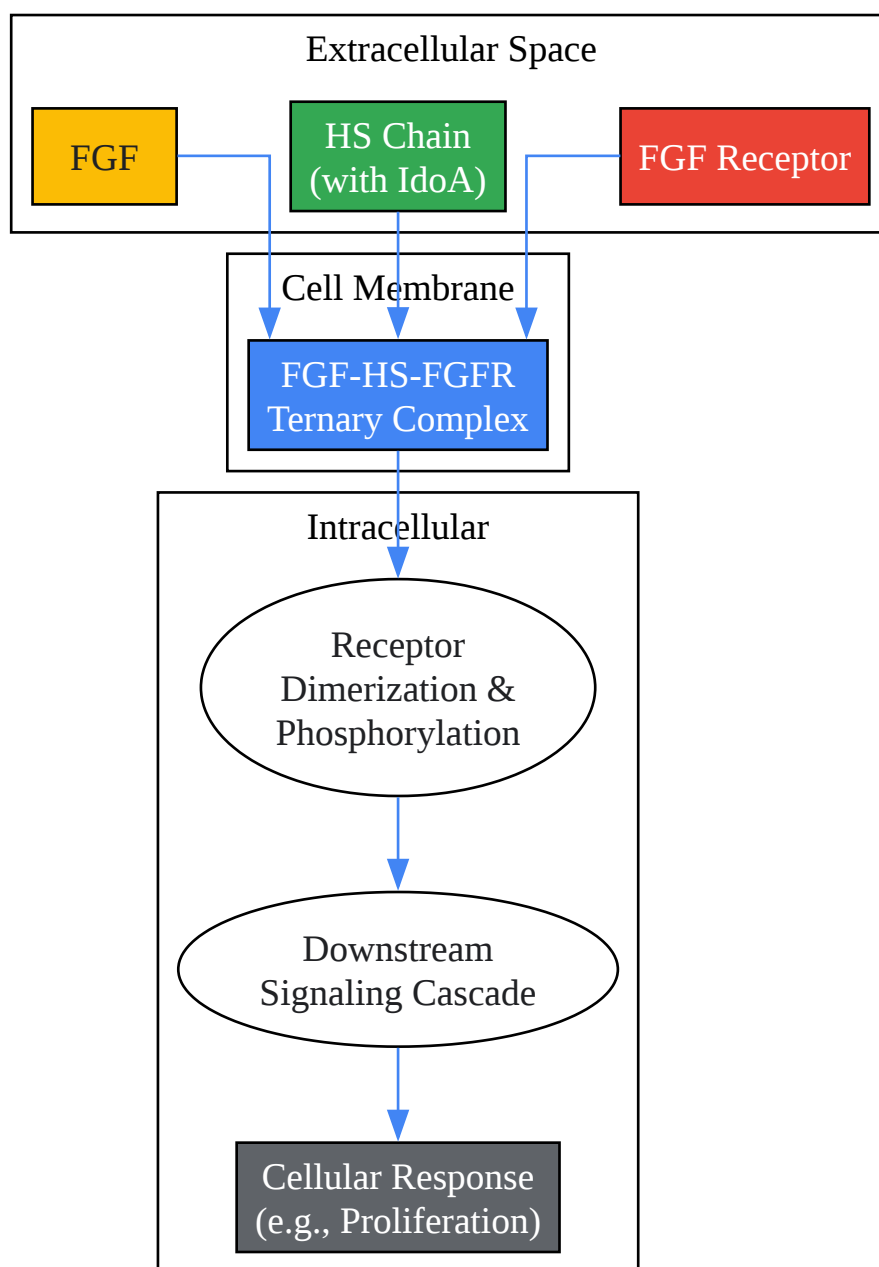 Extracellular Space
FGF
HS Chain
(with IdoA)
FGF Receptor
Cell Membrane
FGF-HS-FGFR
Ternary Complex
Intracellular
Receptor
Dimerization &
Phosphorylation
Downstream
Signaling Cascade
Cellular Response
(e.g., Proliferation)